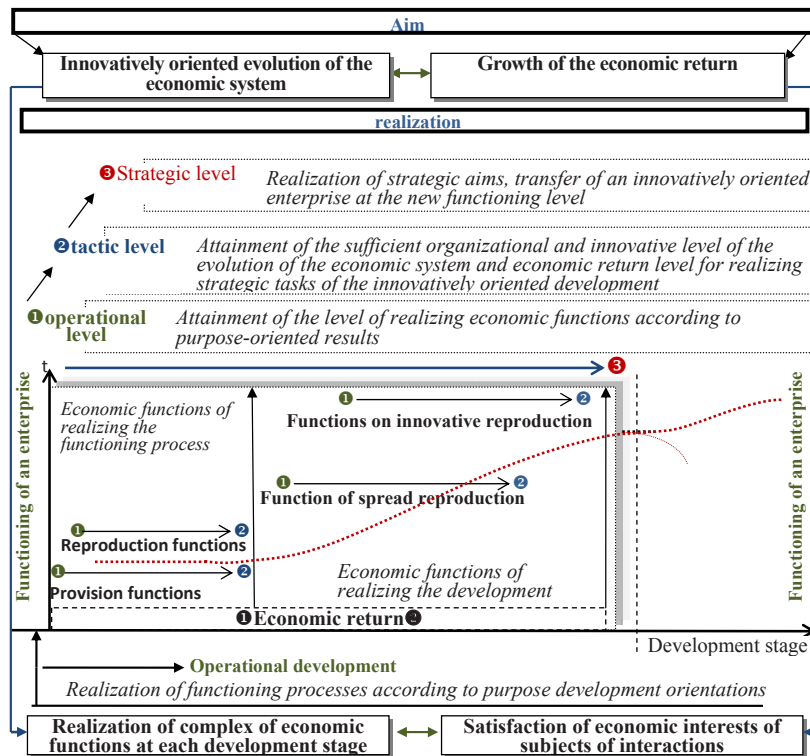 Aim
Innovatively oriented evolution of the
economic system
Growth of the economic return
realization
❸Strategic level
Realization of strategic aims, transfer of an innovatively oriented
enterprise at the new functioning level
❷tactic level
Attainment of the sufficient organizational and innovative level of the
evolution of the economic system and economic return level for realizing
strategic tasks of the innovatively oriented development
❶operational
level
Attainment of the level of realizing economic functions according to
purpose-oriented results
t
❸
Functioning of an enterprise
Economic functions of
realizing the
functioning process
❶ ❷
Functions on innovative reproduction
❶ ❷
Function of spread reproduction
❶ ❷
Reproduction functions
❶ ❷
Provision functions
Economic functions of
realizing the development
❶Economic return❷
Functioning of an enterprise
Development stage
Operational development
Realization of functioning processes according to purpose development orientations
Realization of complex of economic
functions at each development stage
Satisfaction of economic interests of
subjects of interactions